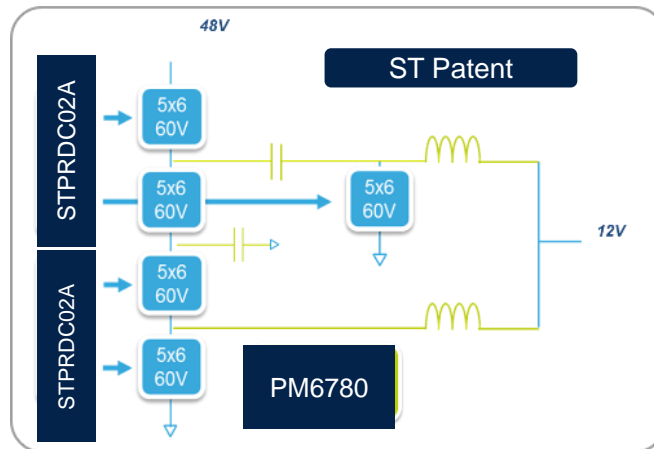 48V
ST Patent
STPRDC02A
5x6
60V
5x6
60V
5x6
60V
12V
STPRDC02A
5x6
60V
5x6
60V
PM6780